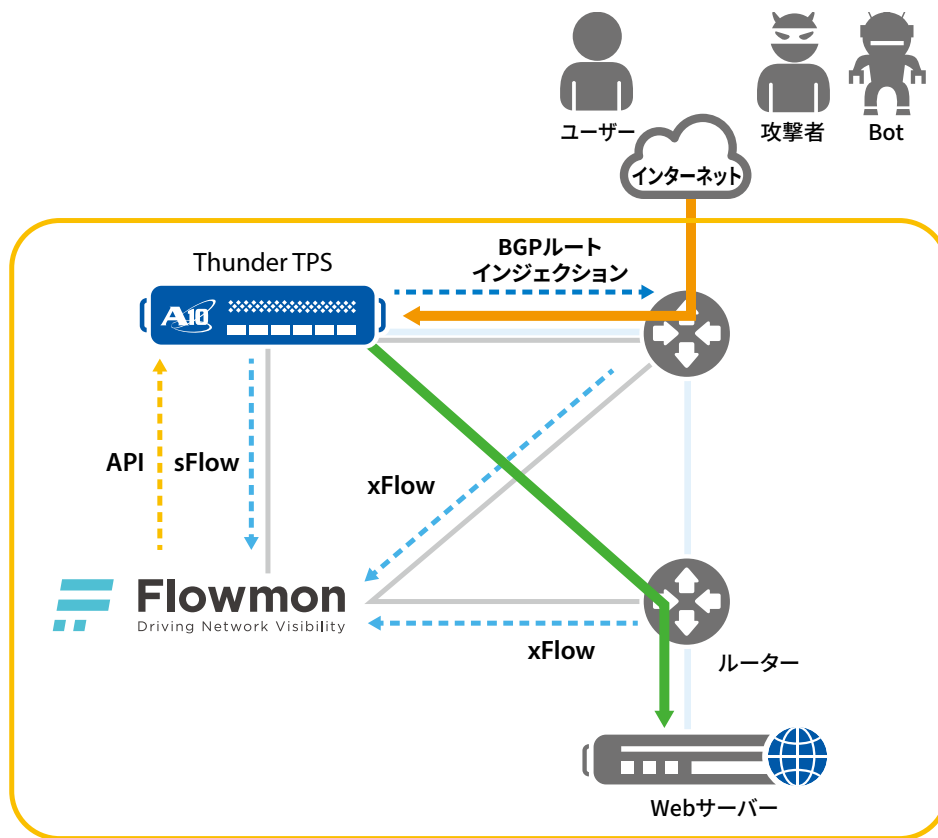 ユーザー
攻撃者
Bot
インターネット
Thunder TPS
BGPルート
インジェクション
A10
API
sFlow
xFlow
Flowmon
Driving Network Visibility
xFlow
ルーター
Webサーバー